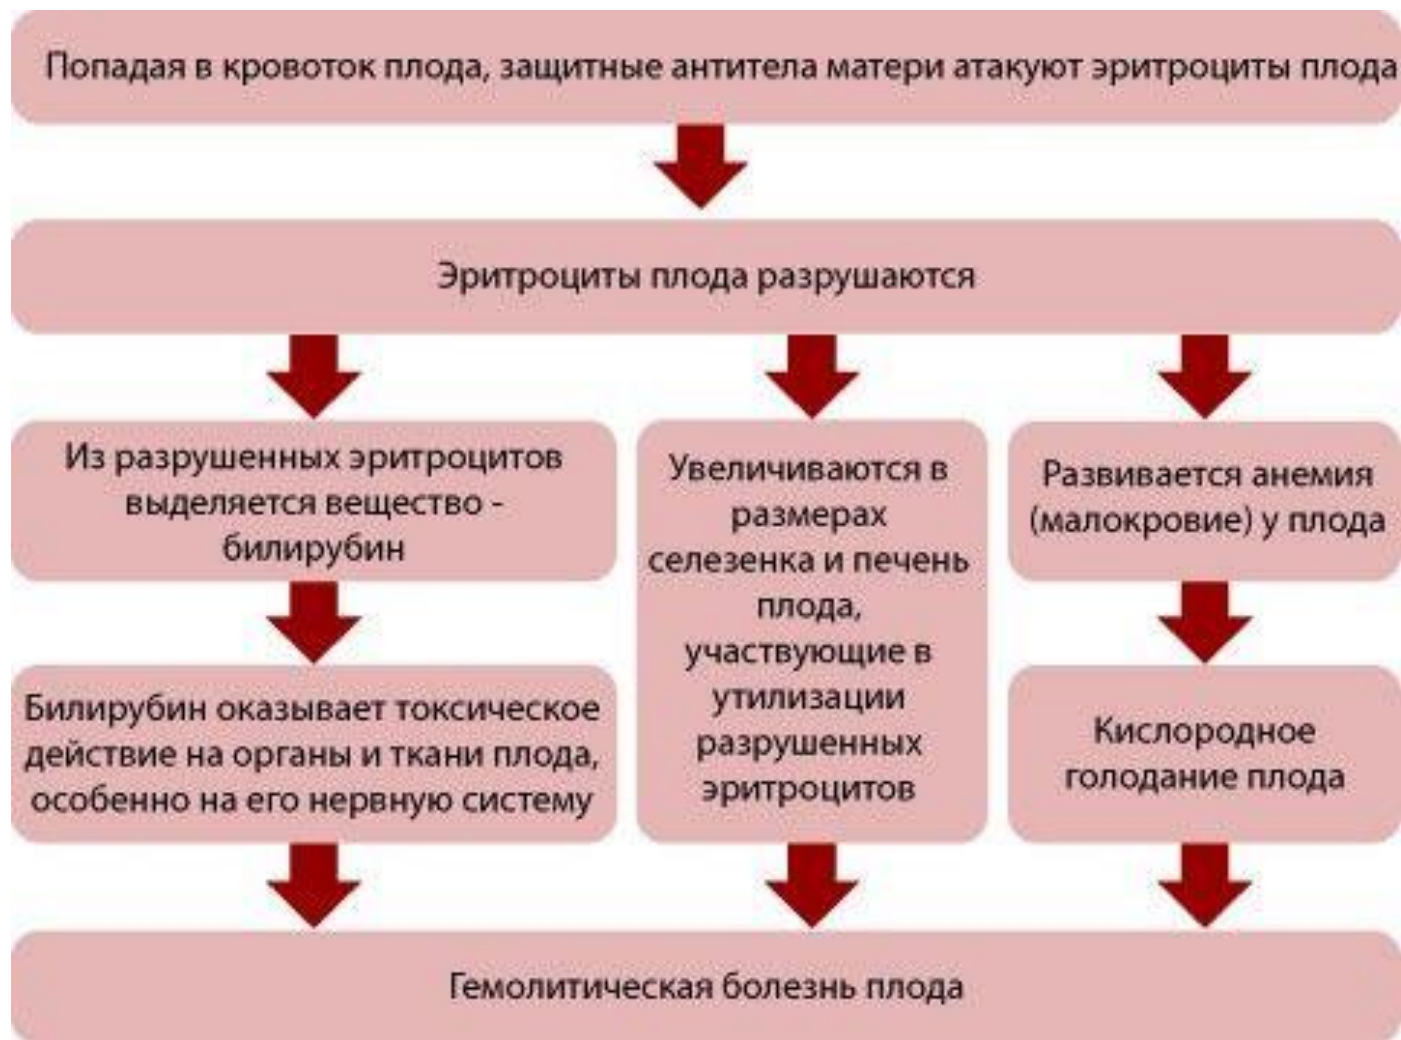 Попадая в кровоток плода, защитные антитела матери атакуют эритроциты плода
Эритроциты плода разрушаются
Из разрушенных эритроцитов
выделяется вещество -
билирубин
Билирубин оказывает токсическое
действие на органы и ткани плода,
особенно на его нервную систему
Увеличиваются в
размерах
селезенка и печень
плода,
участвующие в
утилизации
разрушенных
эритроцитов
Развивается анемия
(малокровие) у плода
Кислородное
голодание плода
Гемолитическая болезнь плода